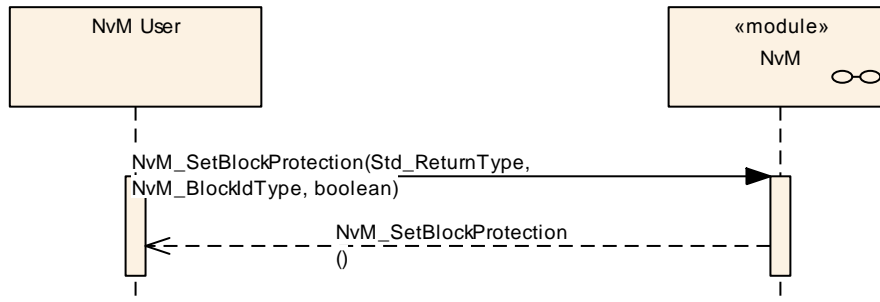 NvM User
«module»
NvM
NvM_SetBlockProtection(Std_ReturnType,
NvM_BlockIdType, boolean)
NvM_SetBlockProtection
()